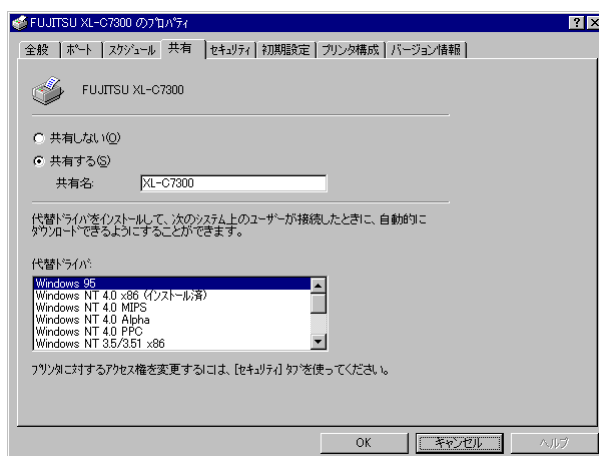 FUJITSU XL-C7300 のプロパティ
全般 ポート スケジュール 共有 セキュリティ 初期設定 プリンタ構成 バージョン情報
FUJITSU XL-C7300
共有しない(O)
共有する(S)
共有名: XL-C7300
代替ドライバをインストールして、次のシステム上のユーザーが接続したときに、自動的に
ダウンロードできるようにすることができます。
代替ドライバ:
Windows 95
Windows NT 4.0 x86 (インストール済)
Windows NT 4.0 MIPS
Windows NT 4.0 Alpha
Windows NT 4.0 PPC
Windows NT 3.5/3.51 x86
プリンタに対するアクセス権を変更するには、[セキュリティ] タブを使ってください。
OK キャンセル ヘルプ